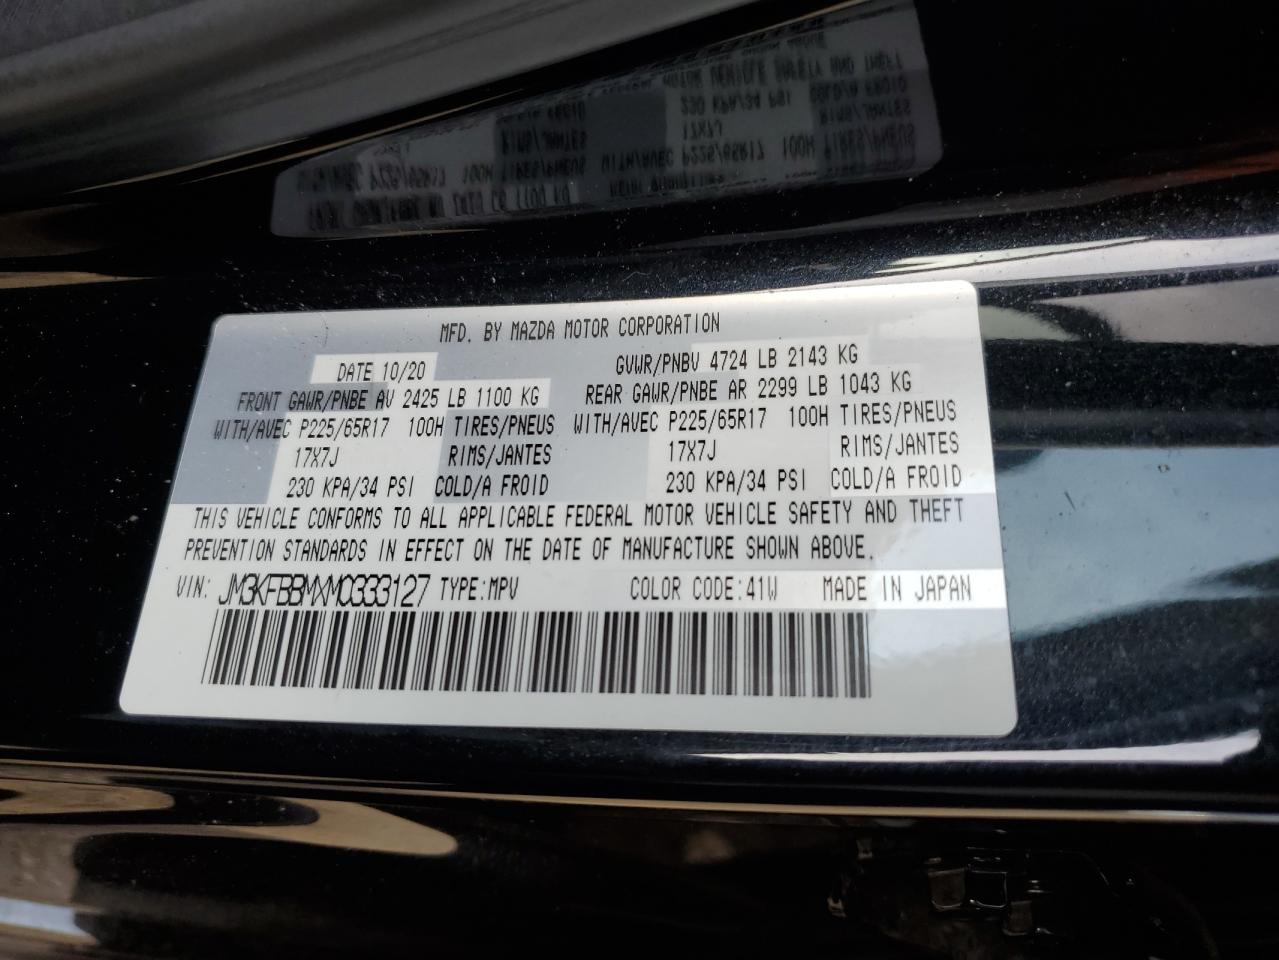 MFD. BY MAZDA MOTOR CORPORATION
DATE 10/20 GVWR/PNBV 4724 LB 2143 KG
FRONT GAWR/PNBE AV 2425 LB 1100 KG REAR GAWR/PNBE AR 2299 LB 1043 KG
WITH/AVEC P225/65R17 100H TIRES/PNEUS WITH/AVEC P225/65R17 100H TIRES/PNEUS
17X7J RIMS/JANTES 17X7J RIMS/JANTES
230 KPA/34 PSI COLD/A FROID 230 KPA/34 PSI COLD/A FROID
THIS VEHICLE CONFORMS TO ALL APPLICABLE FEDERAL MOTOR VEHICLE SAFETY AND THEFT
PREVENTION STANDARDS IN EFFECT ON THE DATE OF MANUFACTURE SHOWN ABOVE.
VIN: JM3KFBBMXM0333127 TYPE:MPV COLOR CODE:41W MADE IN JAPAN